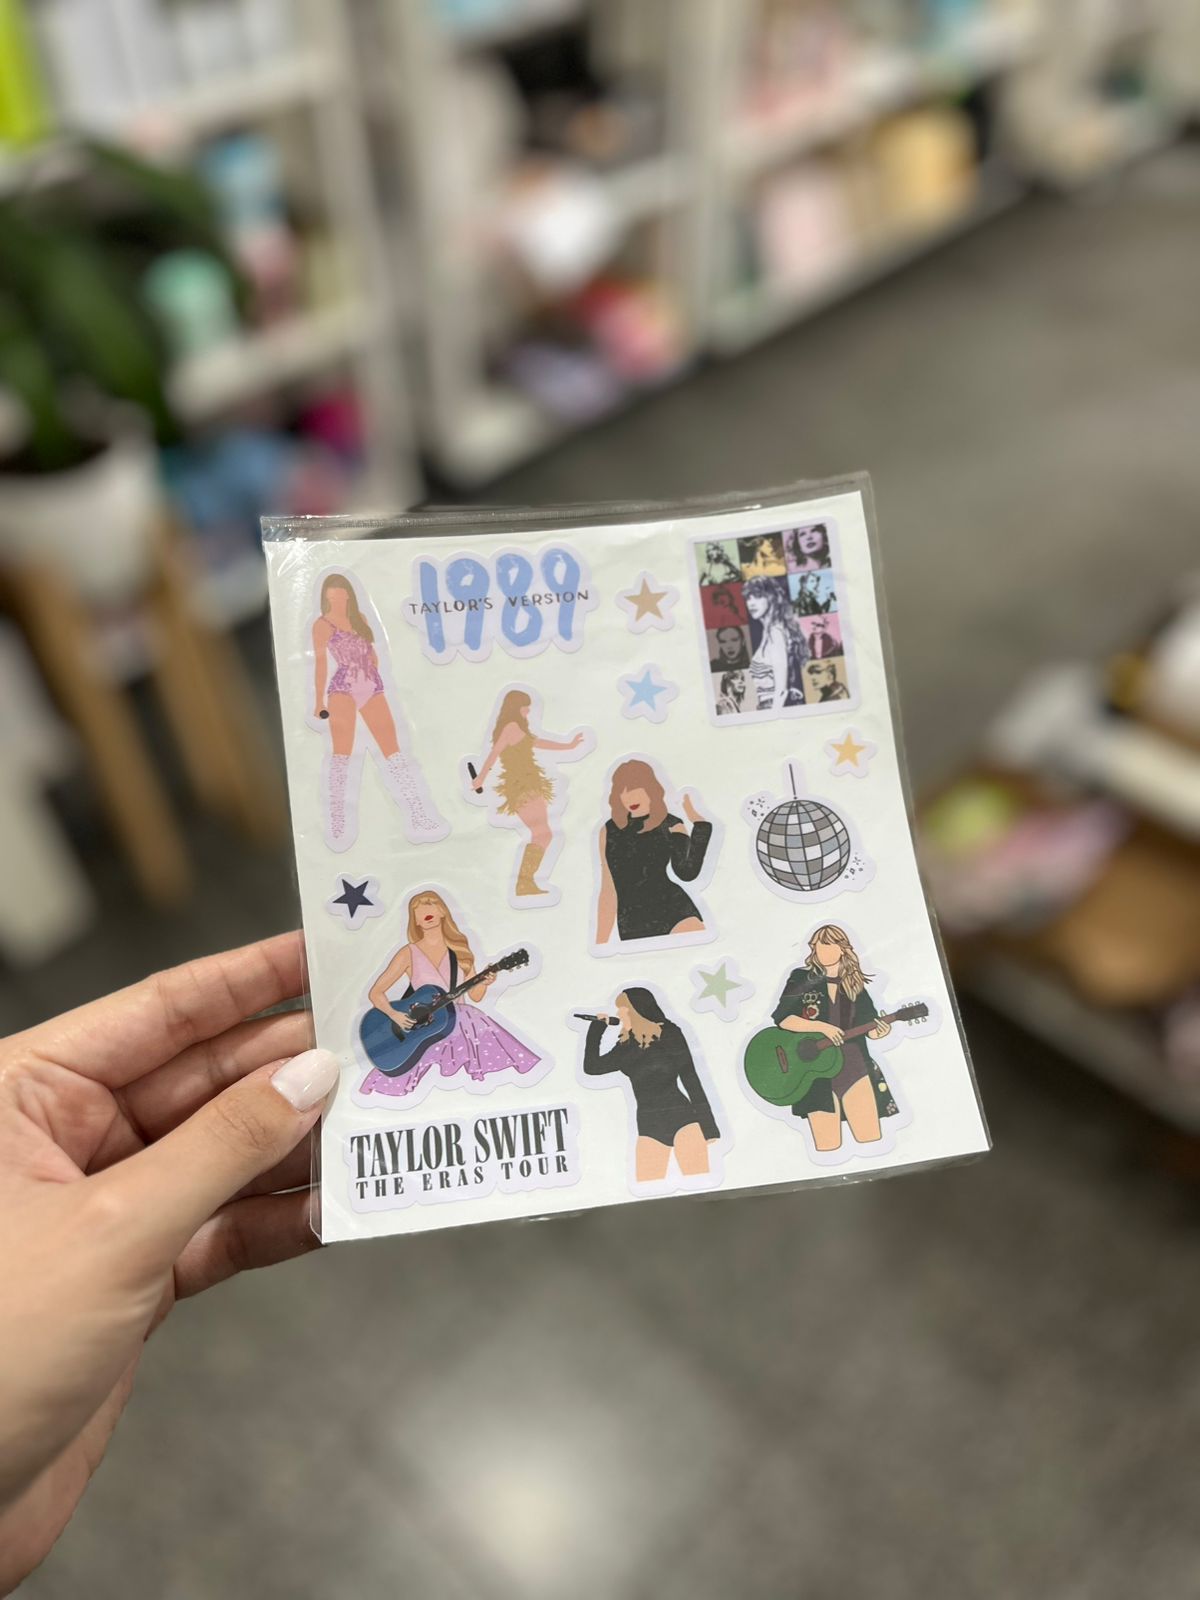 1989
TAYLOR'S VERSION
TAYLOR SWIFT
THE ERAS TOUR